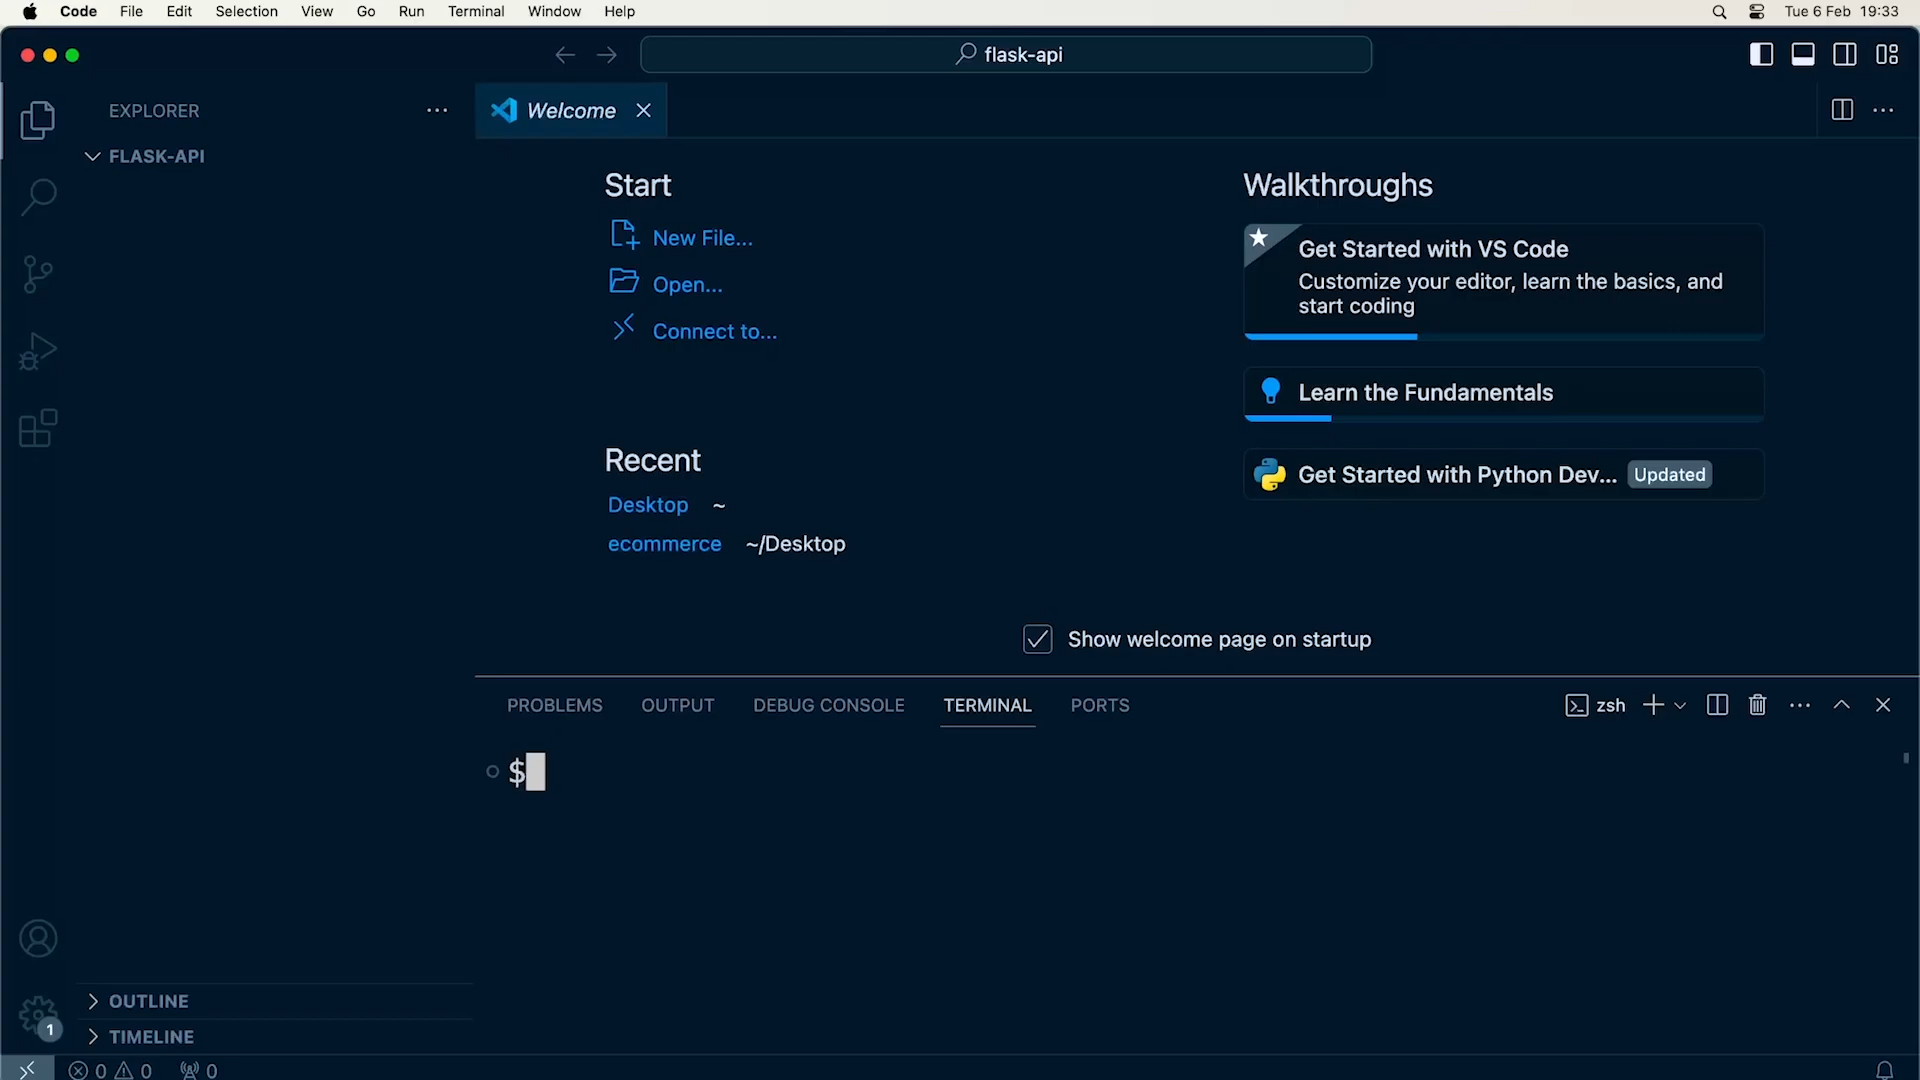 Code File Edit Selection View Go Run Terminal Window Help Tue 6 Feb 19:33
flask-api
EXPLORER
Welcome
FLASK-API
Start
New File...
Open...
Connect to...
Recent
Desktop ~
ecommerce ~/Desktop
Walkthroughs
Get Started with VS Code
Customize your editor, learn the basics, and
start coding
Learn the Fundamentals
Get Started with Python Dev... Updated
Show welcome page on startup
PROBLEMS OUTPUT DEBUG CONSOLE TERMINAL PORTS zsh
$
OUTLINE
1
TIMELINE
0 0 0